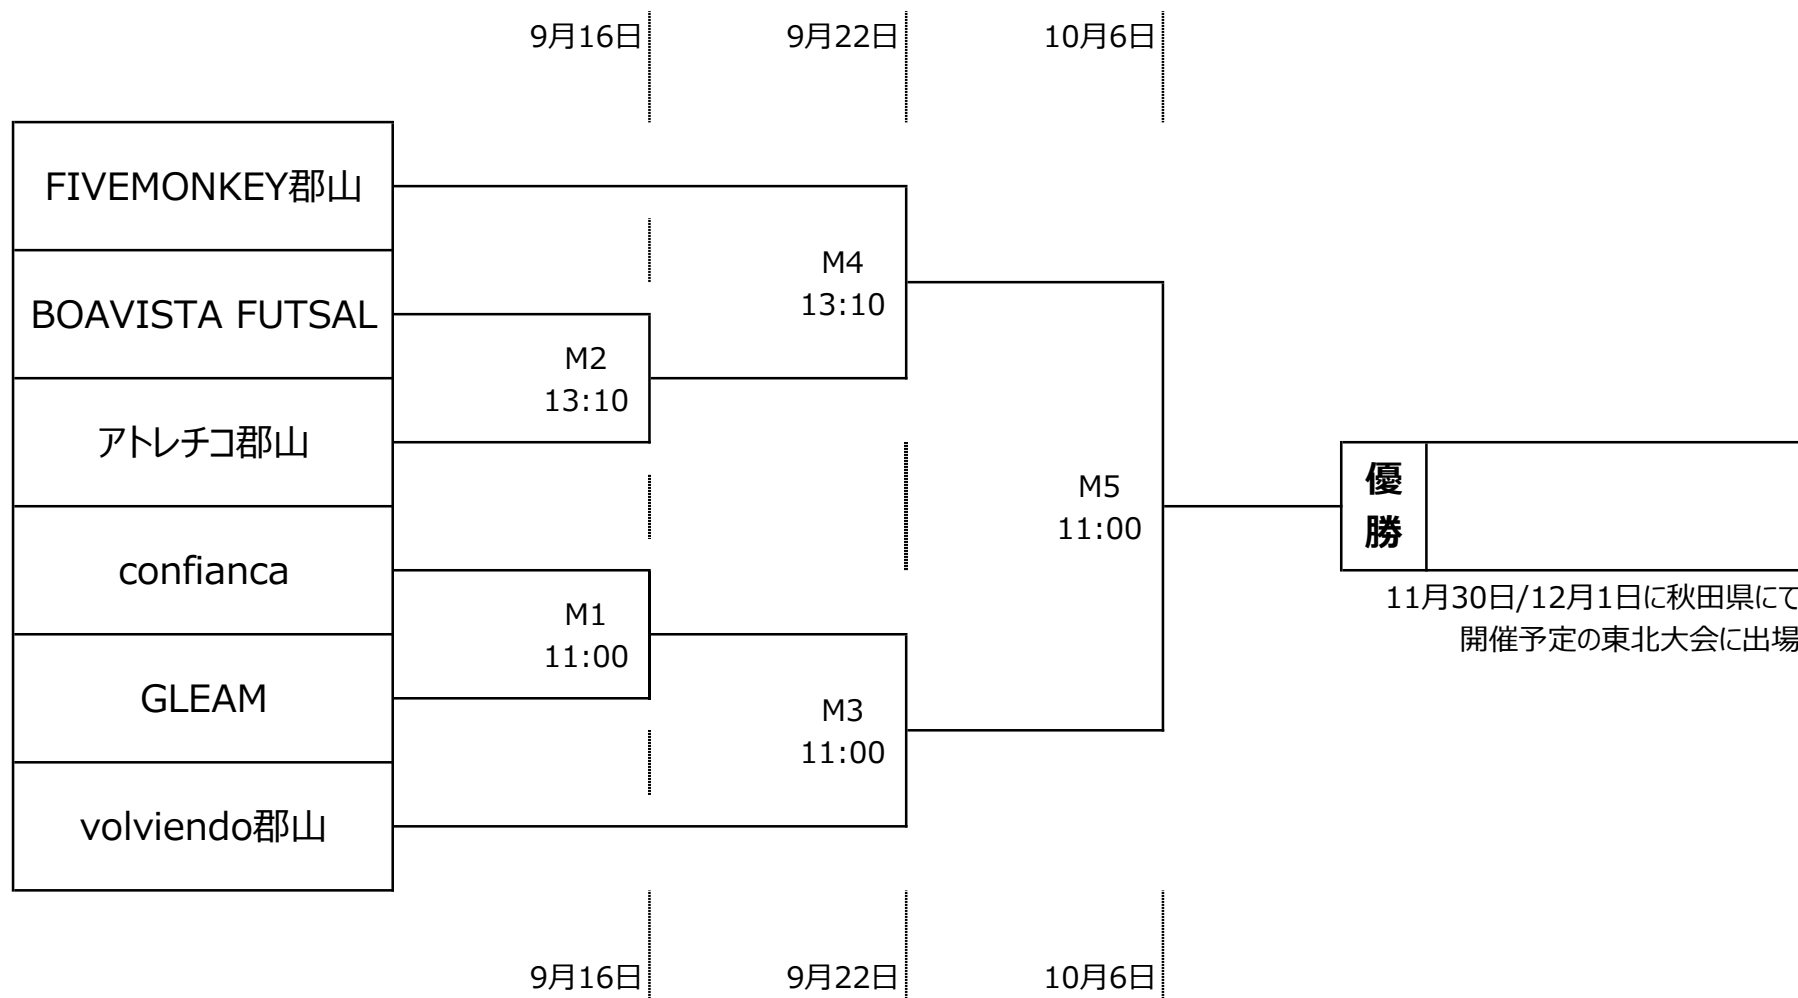 9月16日
9月22日
10月6日
FIVEMONKEY郡山
BOAVISTA FUTSAL
アトレチコ郡山
confianca
GLEAM
volviendo郡山
M4
13:10
M2
13:10
M5
11:00
M1
11:00
M3
11:00
優
勝
11月30日/12月1日に秋田県にて
開催予定の東北大会に出場
9月16日
9月22日
10月6日